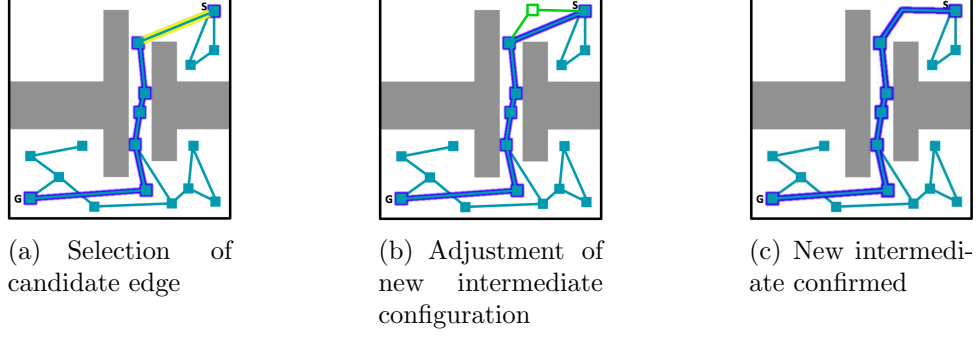 S
G
S
G
S
G
(a) Selection of
candidate edge
(b) Adjustment of
new intermediate
configuration
(c) New intermedi-
ate confirmed